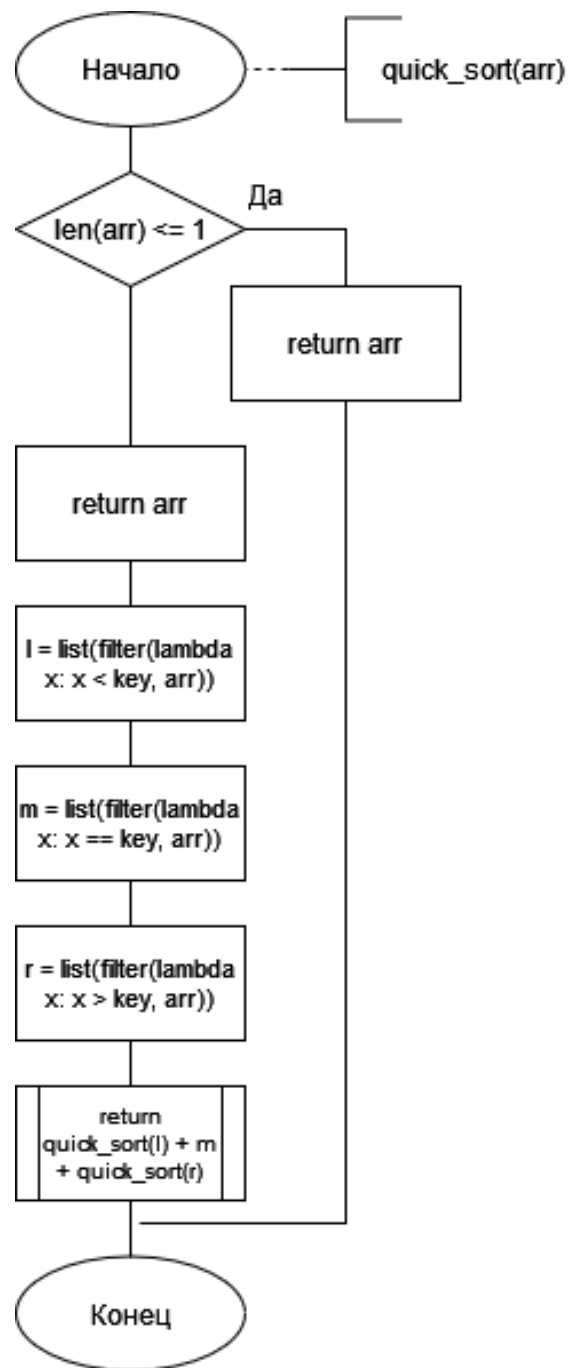 Начало
quick_sort(arr)
Да
len(arr) <= 1
return arr
return arr
l = list(filter(lambda
x: x < key, arr))
m = list(filter(lambda
x: x == key, arr))
r = list(filter(lambda
x: x > key, arr))
return
quick_sort(l) + m
+ quick_sort(r)
Конец